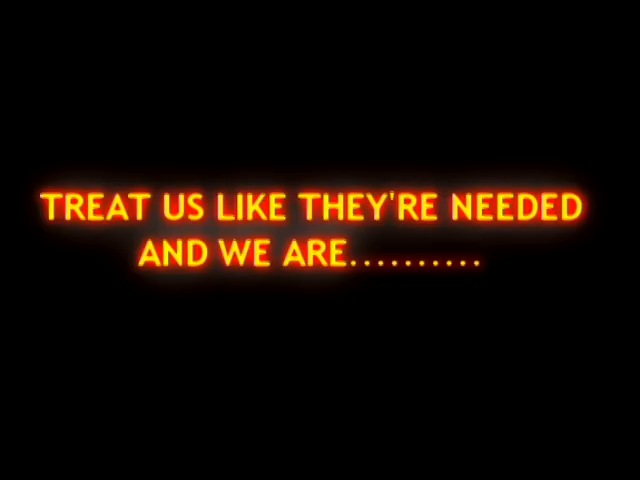 TREAT US LIKE THEY'RE NEEDED
AND WE ARE..........